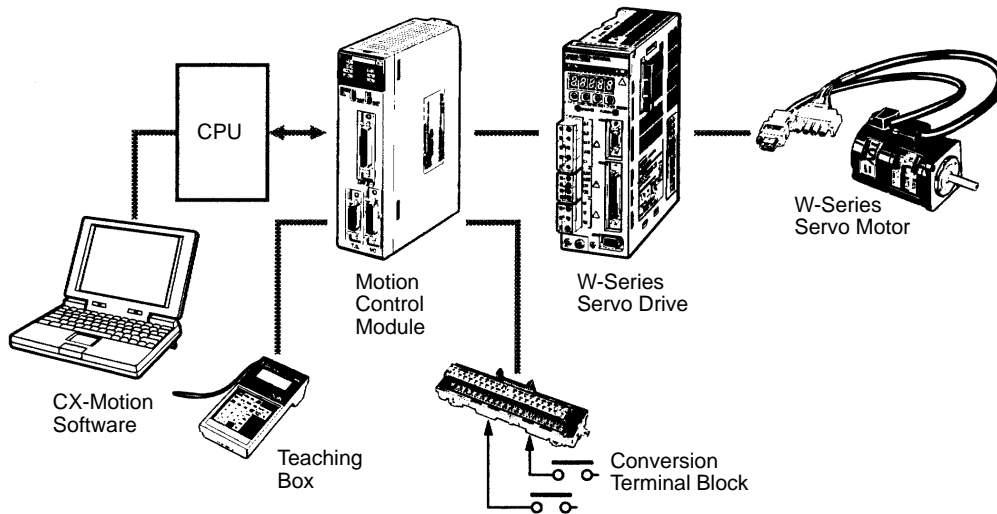 CPU
Motion
Control
Module
W-Series
Servo Drive
W-Series
Servo Motor
CX-Motion
Software
Teaching
Box
Conversion
Terminal Block